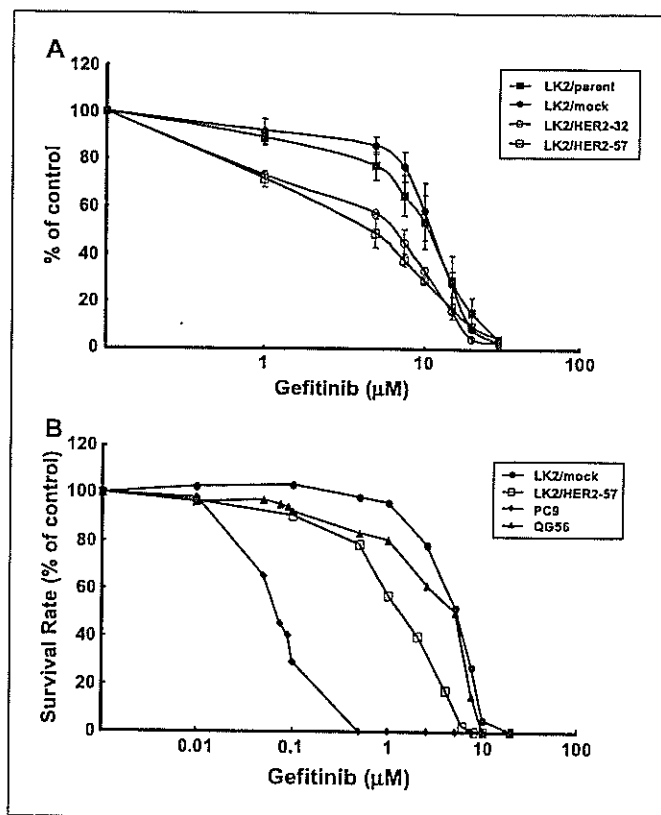 A
LK2/parent
LK2/mock
LK2/HER2-32
LK2/HER2-57
% of control
120
100
80
60
40
20
0
1
10
100
Gefitinib (µM)
B
LK2/mock
LK2/HER2-57
PC9
QG56
Survival Rate (% of control)
120
100
80
60
40
20
0
0.01
0.1
1
10
100
Gefitinib (µM)